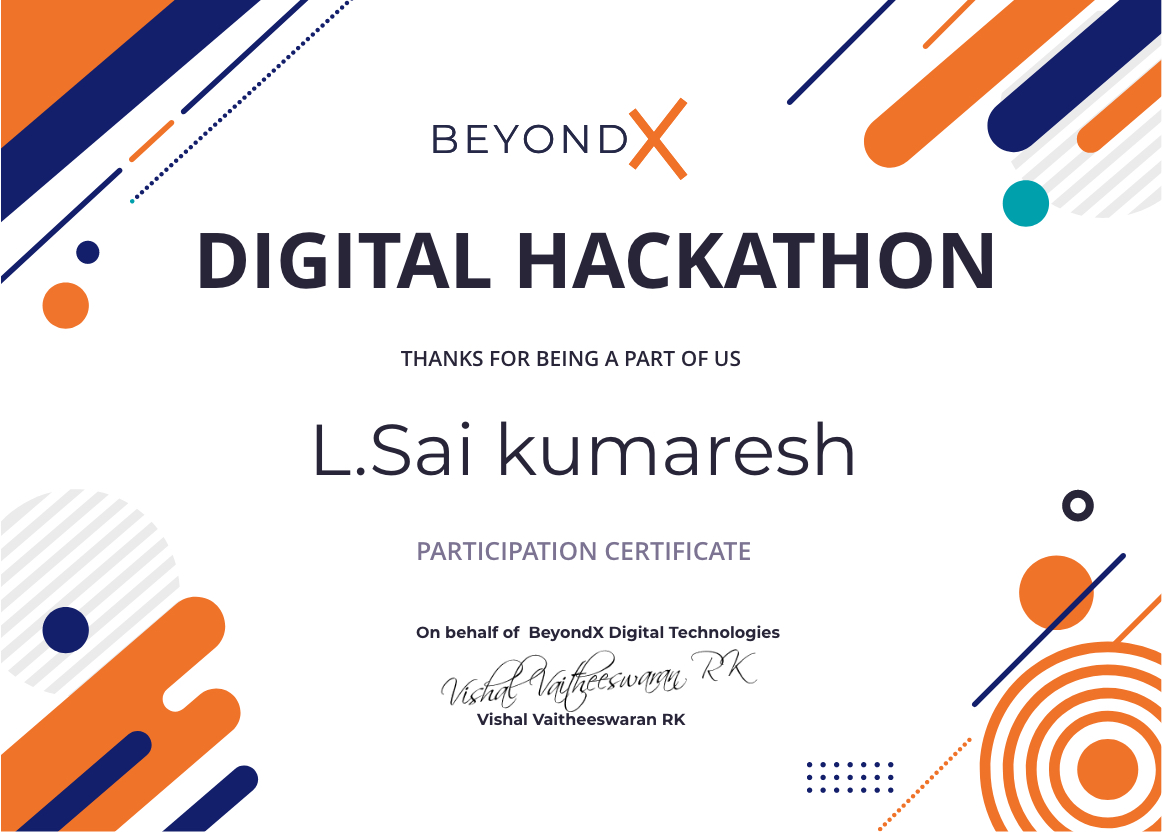 BEYONDX
DIGITAL HACKATHON
THANKS FOR BEING A PART OF US
L.Sai kumaresh
PARTICIPATION CERTIFICATE
On behalf of  BeyondX Digital Technologies
Vishal Vaitheeswaran RK
Vishal Vaitheeswaran RK